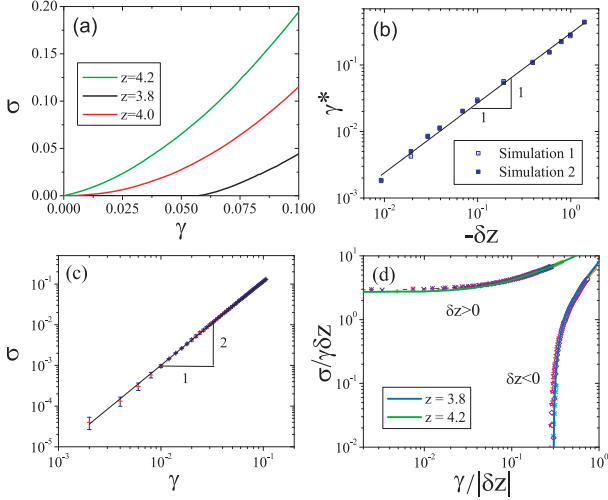 (a)
0.20
0.15
0.10
0.05
0.00
σ
z=4.2
z=3.8
z=4.0
0.000 0.025 0.050 0.075 0.100
γ
(b)
10⁻¹
10⁻²
10⁻³
γ*
1
1
Simulation 1
Simulation 2
10⁻² 10⁻¹ 10⁰
-δz
(c)
10⁻¹
10⁻²
10⁻³
10⁻⁴
10⁻⁵
σ
2
1
10⁻³ 10⁻² 10⁻¹
γ
(d)
10¹
10⁰
10⁻¹
10⁻²
σ/γδz
δz>0
δz<0
z = 3.8
z = 4.2
10⁻² 10⁻¹ 10⁰
γ/|δz|